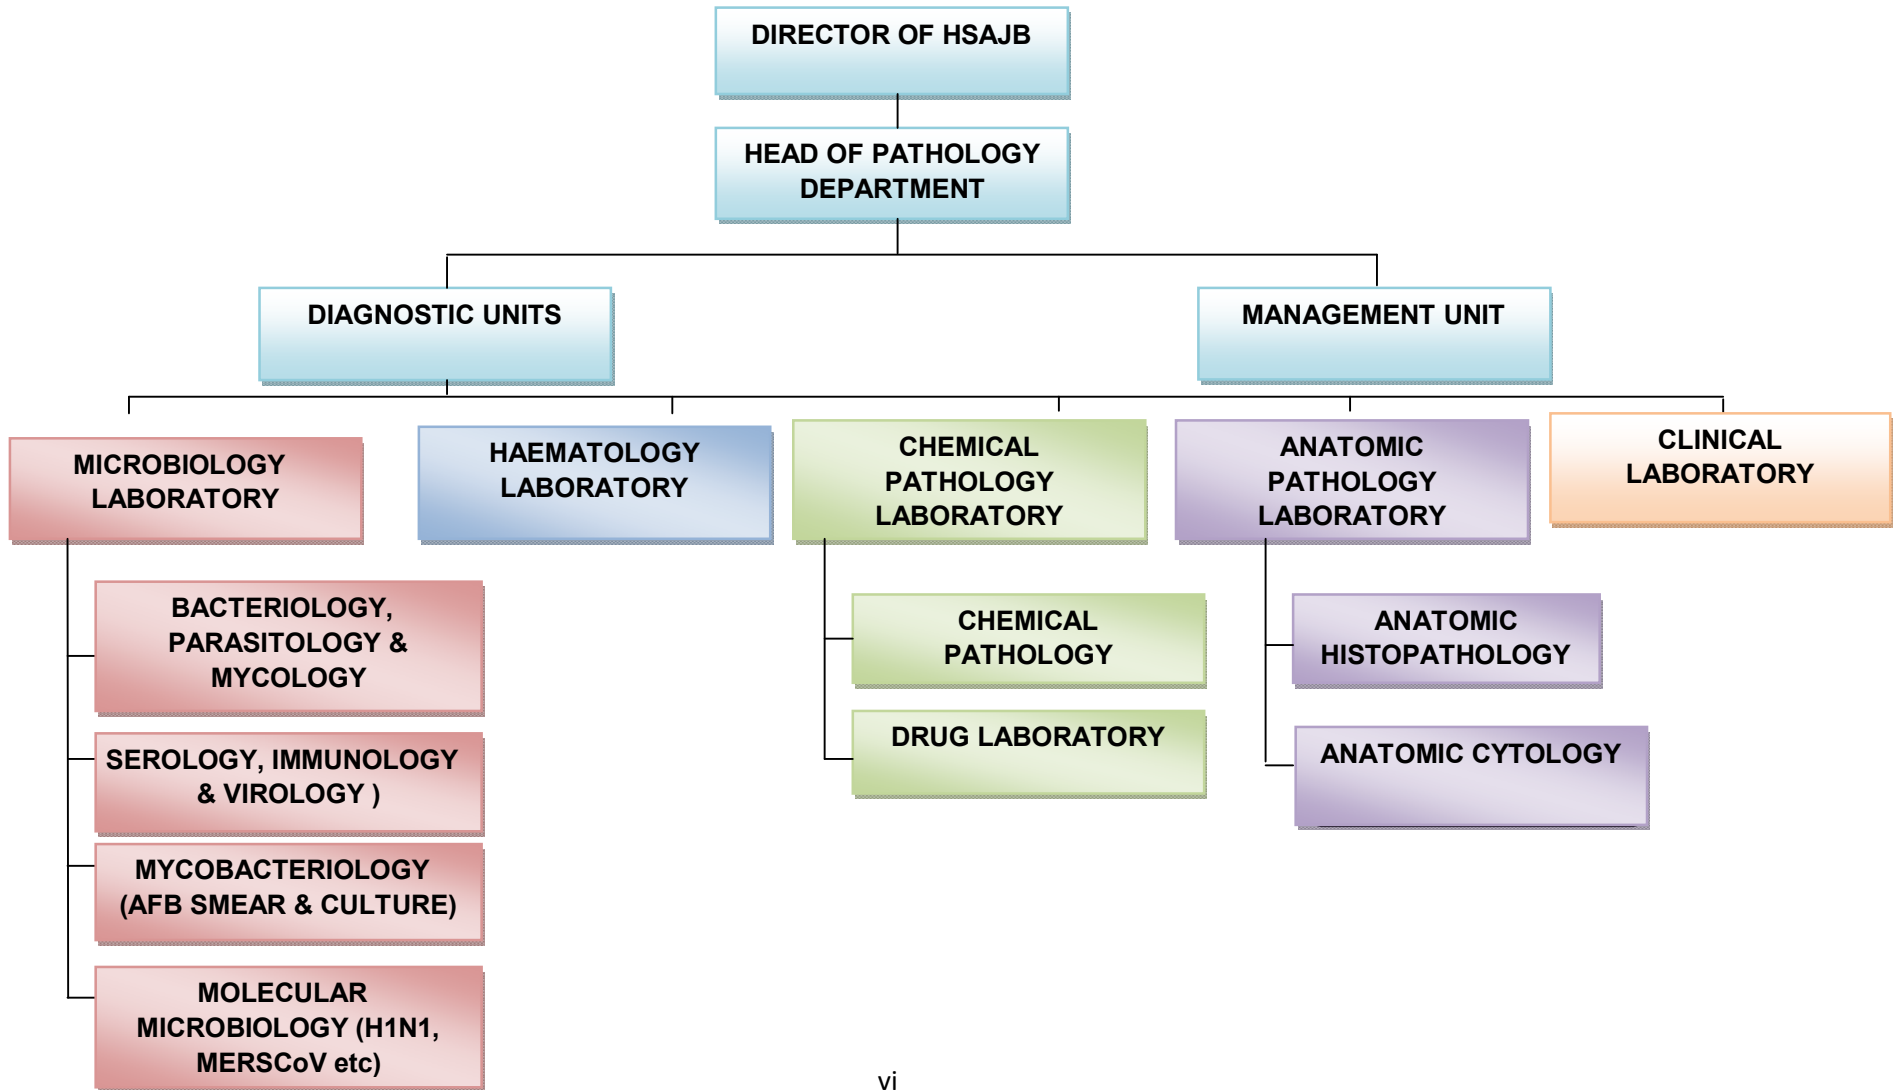 DIRECTOR OF HSAJB
HEAD OF PATHOLOGY
DEPARTMENT
DIAGNOSTIC UNITS
MANAGEMENT UNIT
MICROBIOLOGY
LABORATORY
HAEMATOLOGY
LABORATORY
CHEMICAL
PATHOLOGY
LABORATORY
ANATOMIC
PATHOLOGY
LABORATORY
CLINICAL
LABORATORY
BACTERIOLOGY,
PARASITOLOGY &
MYCOLOGY
SEROLOGY, IMMUNOLOGY
& VIROLOGY )
MYCOBACTERIOLOGY
(AFB SMEAR & CULTURE)
MOLECULAR
MICROBIOLOGY (H1N1,
MERSCoV etc)
CHEMICAL
PATHOLOGY
DRUG LABORATORY
ANATOMIC
HISTOPATHOLOGY
ANATOMIC CYTOLOGY
vi